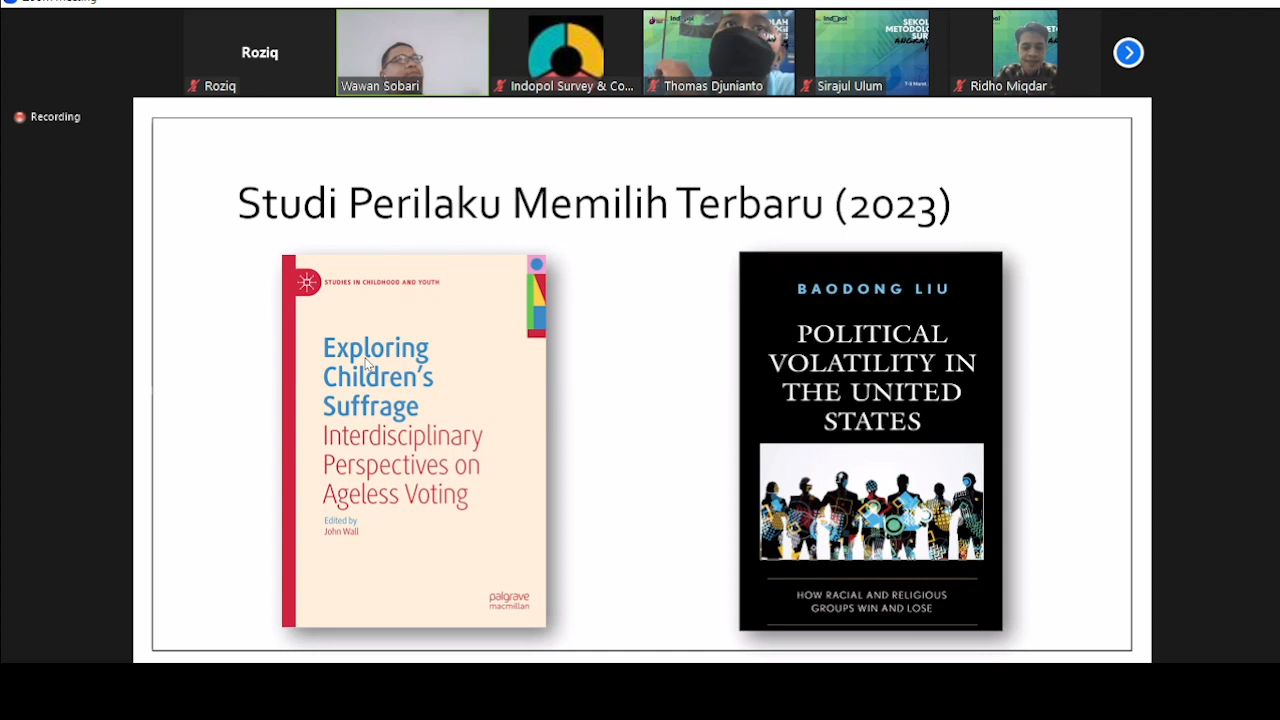 Roziq
Roziq
Wawan Sobari
Indopol Survey & Co...
Thomas Djunianto
Sirajul Ulum
Ridho Miqdar
Recording
Studi Perilaku Memilih Terbaru (2023)
STUDIES IN CHILDHOOD AND YOUTH
Exploring
Children's
Suffrage
Interdisciplinary
Perspectives on
Ageless Voting
Edited by
John Wall
palgrave
macmillan
BAODONG LIU
POLITICAL
VOLATILITY IN
THE UNITED
STATES
HOW RACIAL AND RELIGIOUS
GROUPS WIN AND LOSE